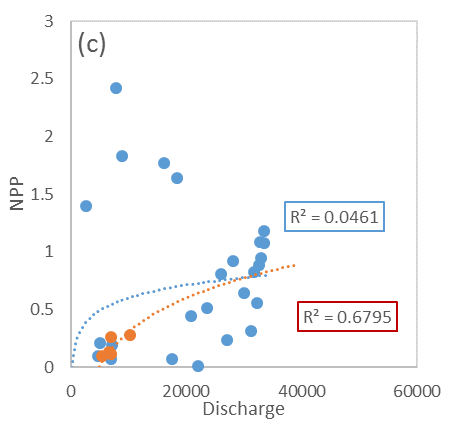 3
(c)
2.5
2
NPP
1.5
R² = 0.0461
1
0.5
R² = 0.6795
0
0 20000 40000 60000
Discharge